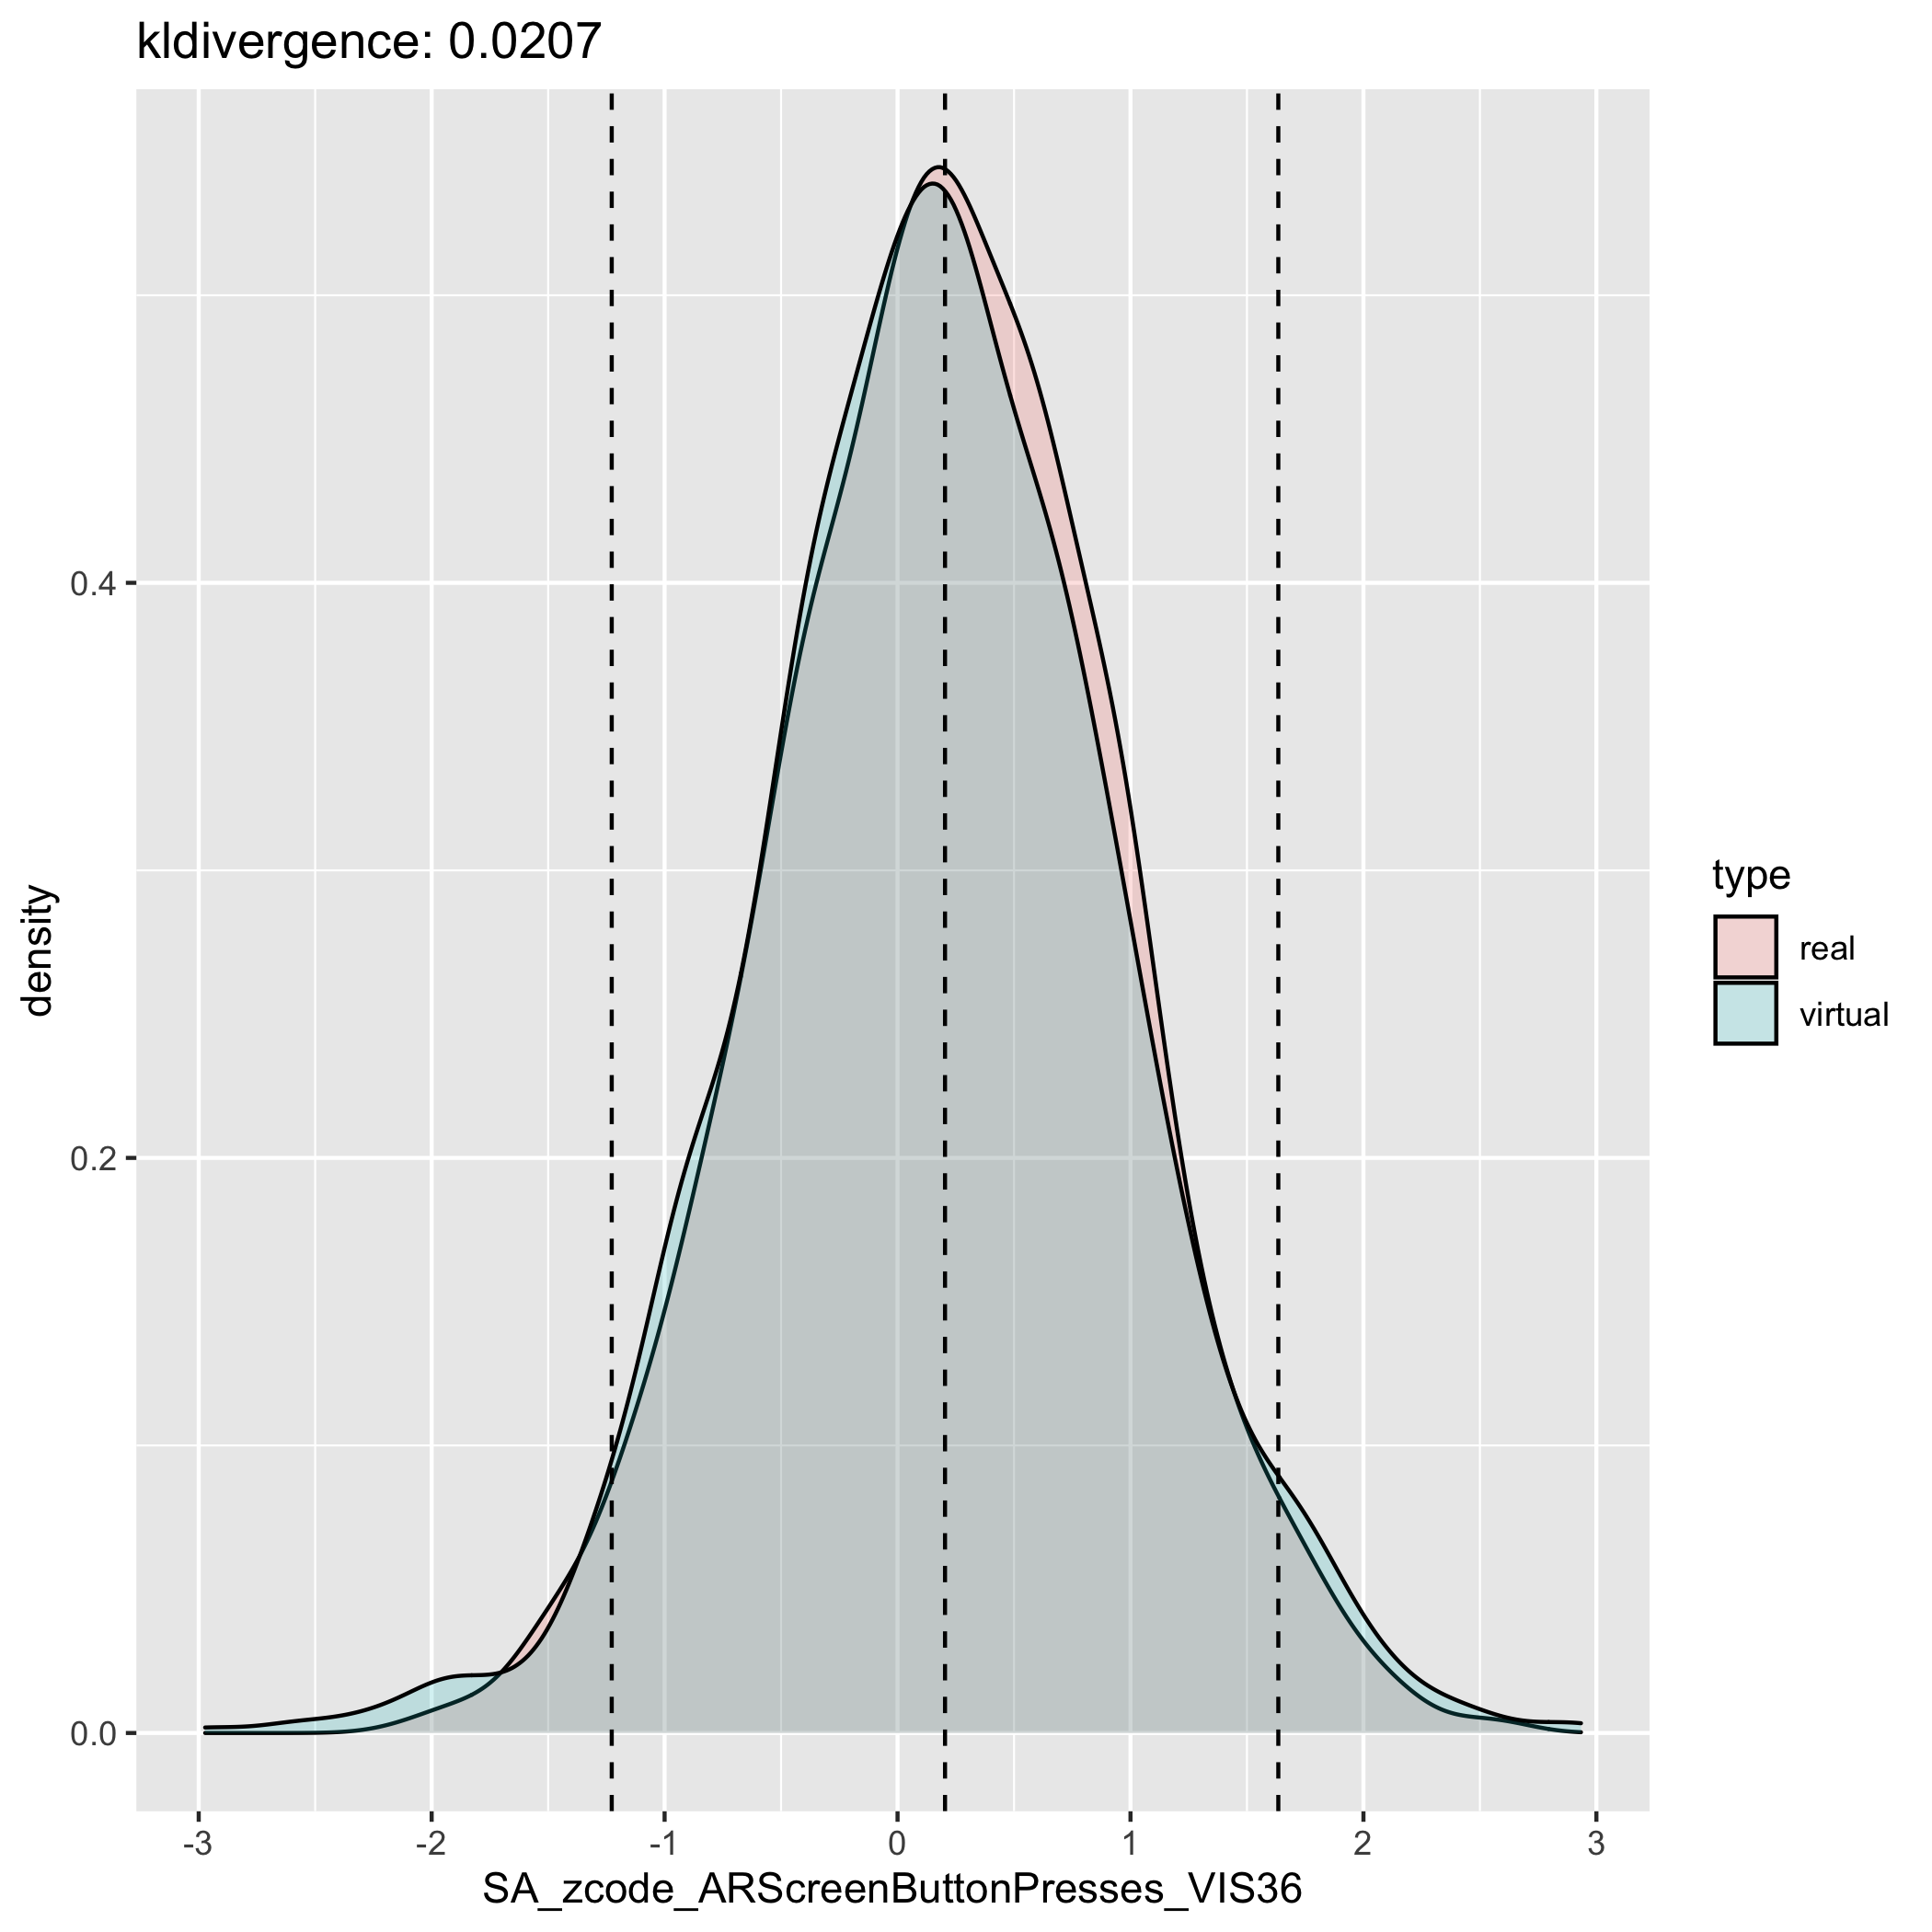 kldivergence: 0.0207
density
0.4
0.2
0.0
-3 -2 -1 0 1 2 3
SA_zcode_ARScreenButtonPresses_VIS36
type
real
virtual